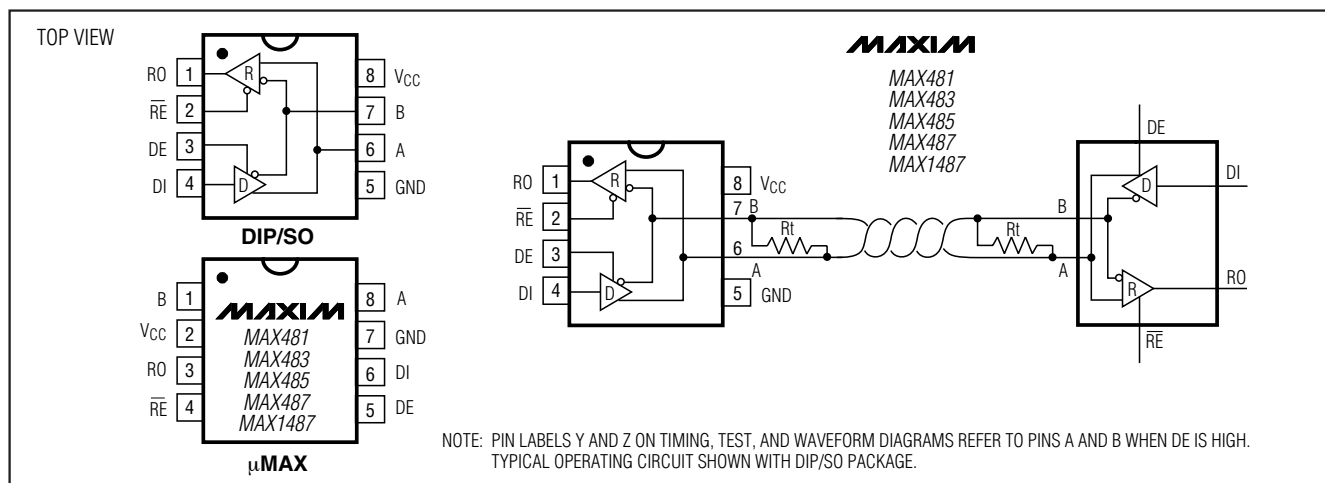 TOP VIEW
RO 1
R
8 VCC
RE 2
7 B
DE 3
6 A
DI 4
D
5 GND
DIP/SO
B 1
MAXIM
8 A
VCC 2
MAX481
7 GND
RO 3
MAX483
MAX485
6 DI
RE 4
MAX487
5 DE
MAX1487
μMAX
MAXIM
MAX481
MAX483
MAX485
MAX487
MAX1487
RO 1
R
8 VCC
RE 2
7 B
Rt
DE 3
6
A
DI 4
D
5 GND
DE
D
DI
B
Rt
A
R
RO
RE
NOTE: PIN LABELS Y AND Z ON TIMING, TEST, AND WAVEFORM DIAGRAMS REFER TO PINS A AND B WHEN DE IS HIGH.
TYPICAL OPERATING CIRCUIT SHOWN WITH DIP/SO PACKAGE.